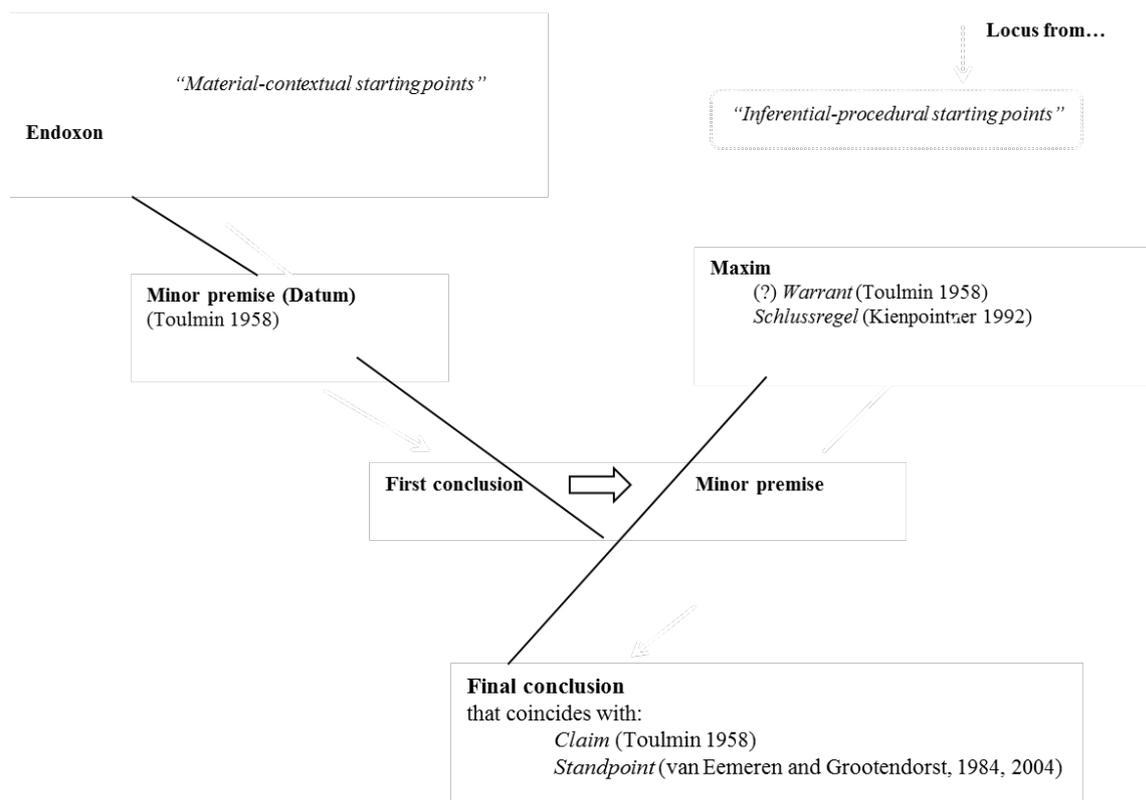 Locus from…
“Material-contextual starting points”
“Inferential-procedural starting points”
Endoxon
Maxim
(?) Warrant (Toulmin 1958)
Schlussregel (Kienpointner 1992)
Minor premise (Datum)
(Toulmin 1958)
First conclusion
Minor premise
Final conclusion
that coincides with:
Claim (Toulmin 1958)
Standpoint (van Eemeren and Grootendorst, 1984, 2004)